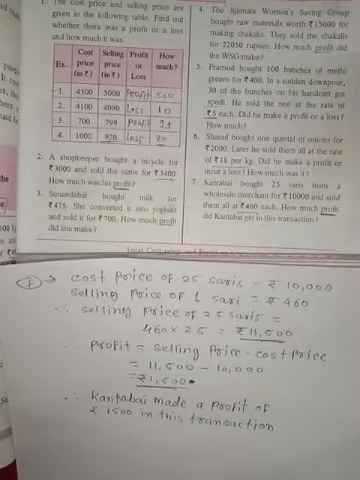 1. The cost price and selling price are
given in the following table. Find out
whether there was a profit or a loss
and how much it was.
Ex. Cost price (in ₹) Selling price (in ₹) Profit or Loss How much?
1. 4500 5000 Profit 500
2. 4100 4090 Loss 10
3. 700 799 Profit 99
4. 1000 920 Loss 80
2. A shopkeeper bought a bicycle for
₹3000 and sold the same for ₹3400.
How much was his profit?
3. Sunandabai bought milk for
₹475. She converted it into yoghurt
and sold it for ₹700. How much profit
did she make?
4. The Jijamata Women's Saving Group
bought raw materials worth ₹15000 for
making chakalis. They sold the chakalis
for 22050 rupees. How much profit did
the WSG make?
5. Pramod bought 100 bunches of methi
greens for ₹400. In a sudden downpour,
30 of the bunches on his handcart got
spoilt. He sold the rest at the rate of
₹5 each. Did he make a profit or a loss?
How much?
6. Sharad bought one quintal of onions for
₹2000. Later he sold them all at the rate
of ₹18 per kg. Did he make a profit or
incur a loss? How much was it?
7. Kantabai bought 25 saris from a
wholesale merchant for ₹10000 and sold
them all at ₹460 each. How much profit
did Kantabai get in this transaction?
7 → cost price of 25 saris = ₹ 10,000
selling price of 1 sari = ₹ 460
∴ selling price of 25 saris =
460 × 25 = ₹ 11,500
∴ Profit = selling Price - cost Price
= 11,500 - 10,000
= ₹1,500.
∴ Kantabai made a profit of
₹ 1500 in this transaction